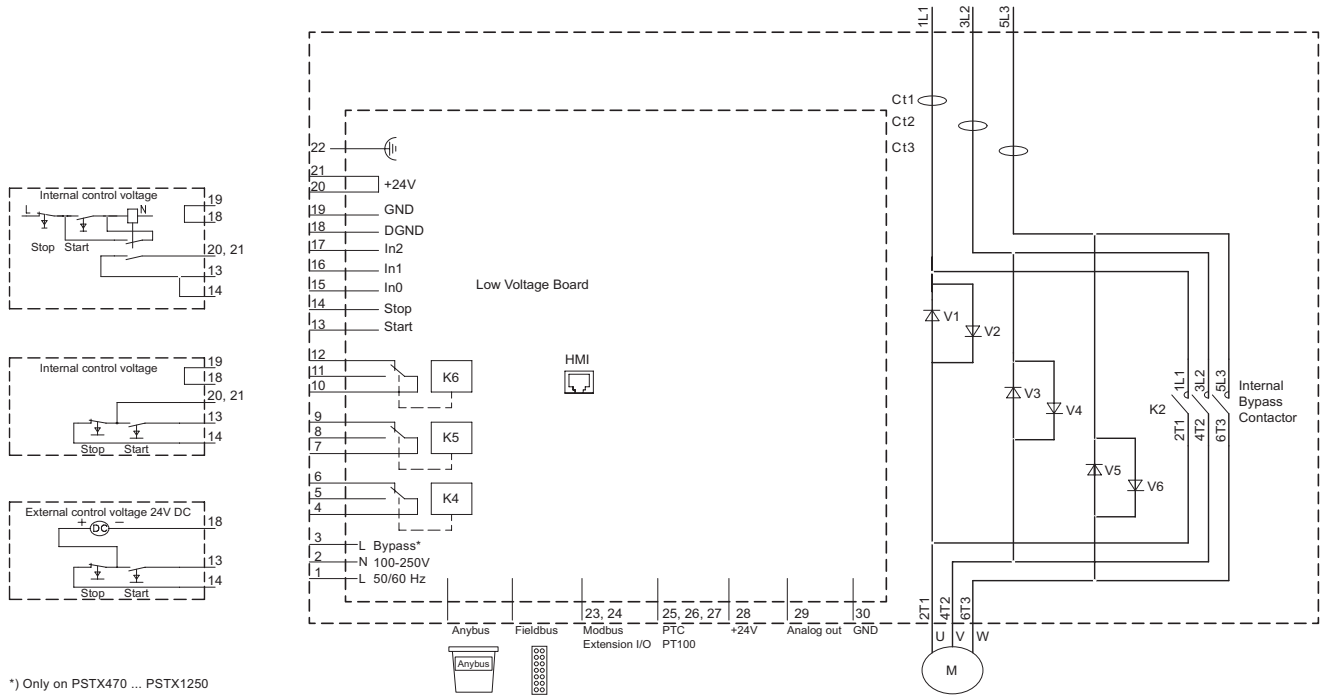 1L1
3L2
5L3
Ct1
Ct2
Ct3
22
21
20
+24V
19
GND
18
DGND
17
In2
16
In1
15
In0
14
Stop
13
Start
Low Voltage Board
HMI
12
11
10
K6
9
8
7
K5
6
5
4
K4
3
L Bypass*
2
N 100-250V
1
L 50/60 Hz
Internal control voltage
L
N
Stop Start
19
18
20, 21
13
14
Internal control voltage
19
18
20, 21
13
14
Stop Start
External control voltage 24V DC
+
DC
–
18
13
14
Stop Start
V1
V2
V3
V4
V5
V6
K2
1L1
3L2
5L3
2T1
4T2
6T3
Internal
Bypass
Contactor
23, 24
25, 26, 27
28
29
30
Anybus
Fieldbus
Modbus
Extension I/O
PTC
PT100
+24V
Analog out
GND
Anybus
2T1
4T2
6T3
U
V
W
M
*) Only on PSTX470 ... PSTX1250